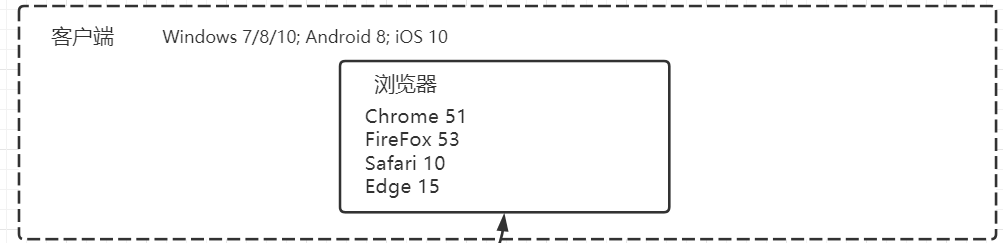 客户端 Windows 7/8/10; Android 8; iOS 10
浏览器
Chrome 51
FireFox 53
Safari 10
Edge 15